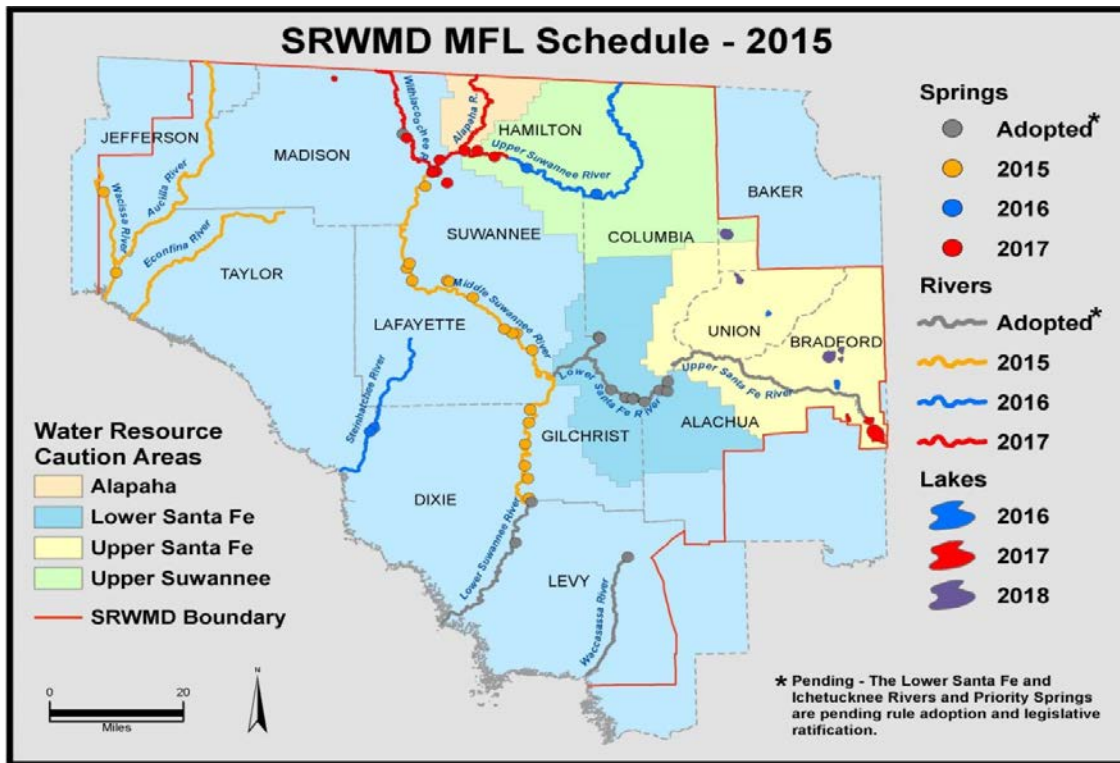 SRWMD MFL Schedule - 2015
JEFFERSON
MADISON
HAMILTON
BAKER
SUWANNEE
COLUMBIA
TAYLOR
LAFAYETTE
UNION
BRADFORD
GILCHRIST
ALACHUA
DIXIE
LEVY
Wacissa River
Aucilla River
Econfina River
Withlacoochee R.
Alapaha R.
Upper Suwannee River
Middle Suwannee River
Steinhatchee River
Lower Santa Fe River
Upper Santa Fe River
Lower Suwannee River
Waccasassa River
Water Resource
Caution Areas
Alapaha
Lower Santa Fe
Upper Santa Fe
Upper Suwannee
SRWMD Boundary
0 20
Miles
N
Springs
Adopted*
2015
2016
2017
Rivers
Adopted*
2015
2016
2017
Lakes
2016
2017
2018
* Pending - The Lower Santa Fe and
Ichetucknee Rivers and Priority Springs
are pending rule adoption and legislative
ratification.